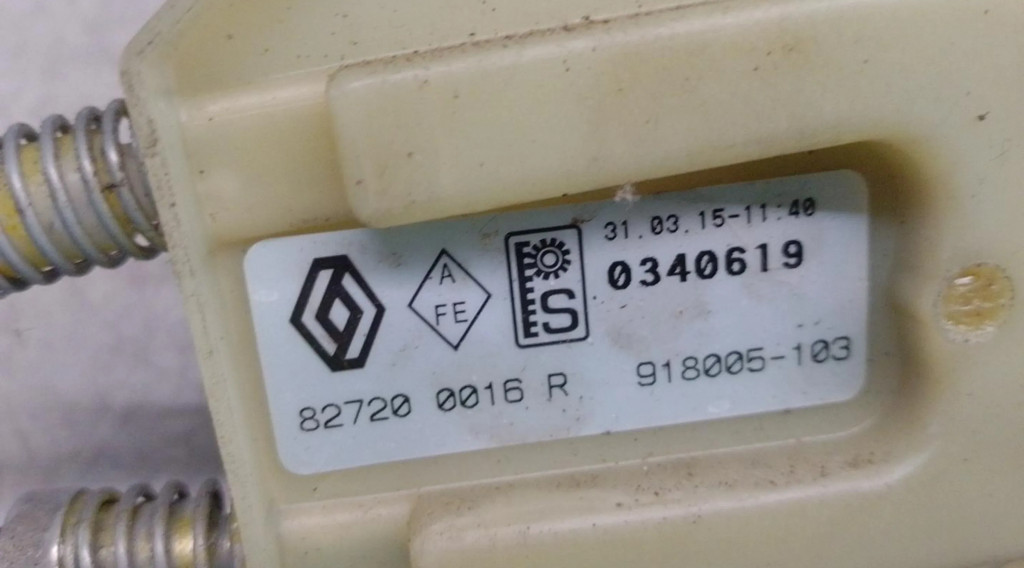 31.03.15-11:40
0340619
A
FE
S
82720 0016 R 918005-103